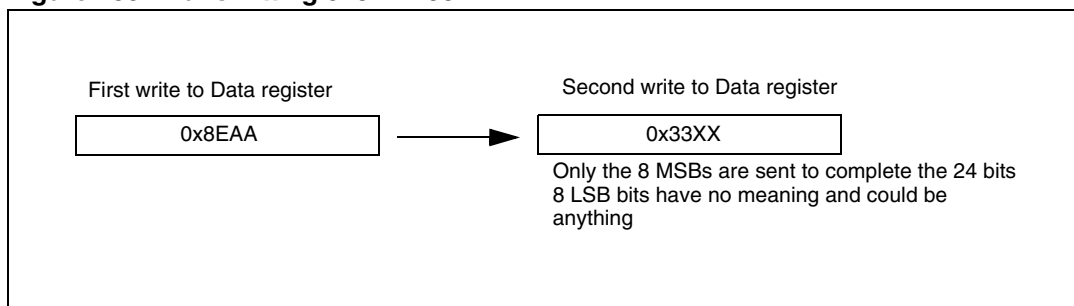 First write to Data register
Second write to Data register
0x8EAA
0x33XX
Only the 8 MSBs are sent to complete the 24 bits
8 LSB bits have no meaning and could be
anything